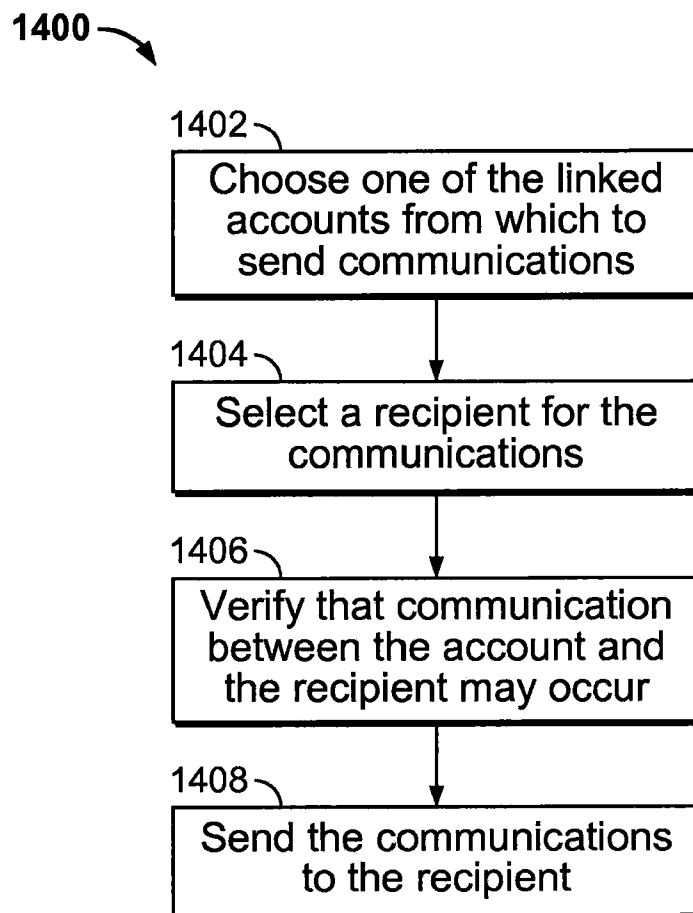 1400
1402
Choose one of the linked
accounts from which to
send communications
1404
Select a recipient for the
communications
1406
Verify that communication
between the account and
the recipient may occur
1408
Send the communications
to the recipient